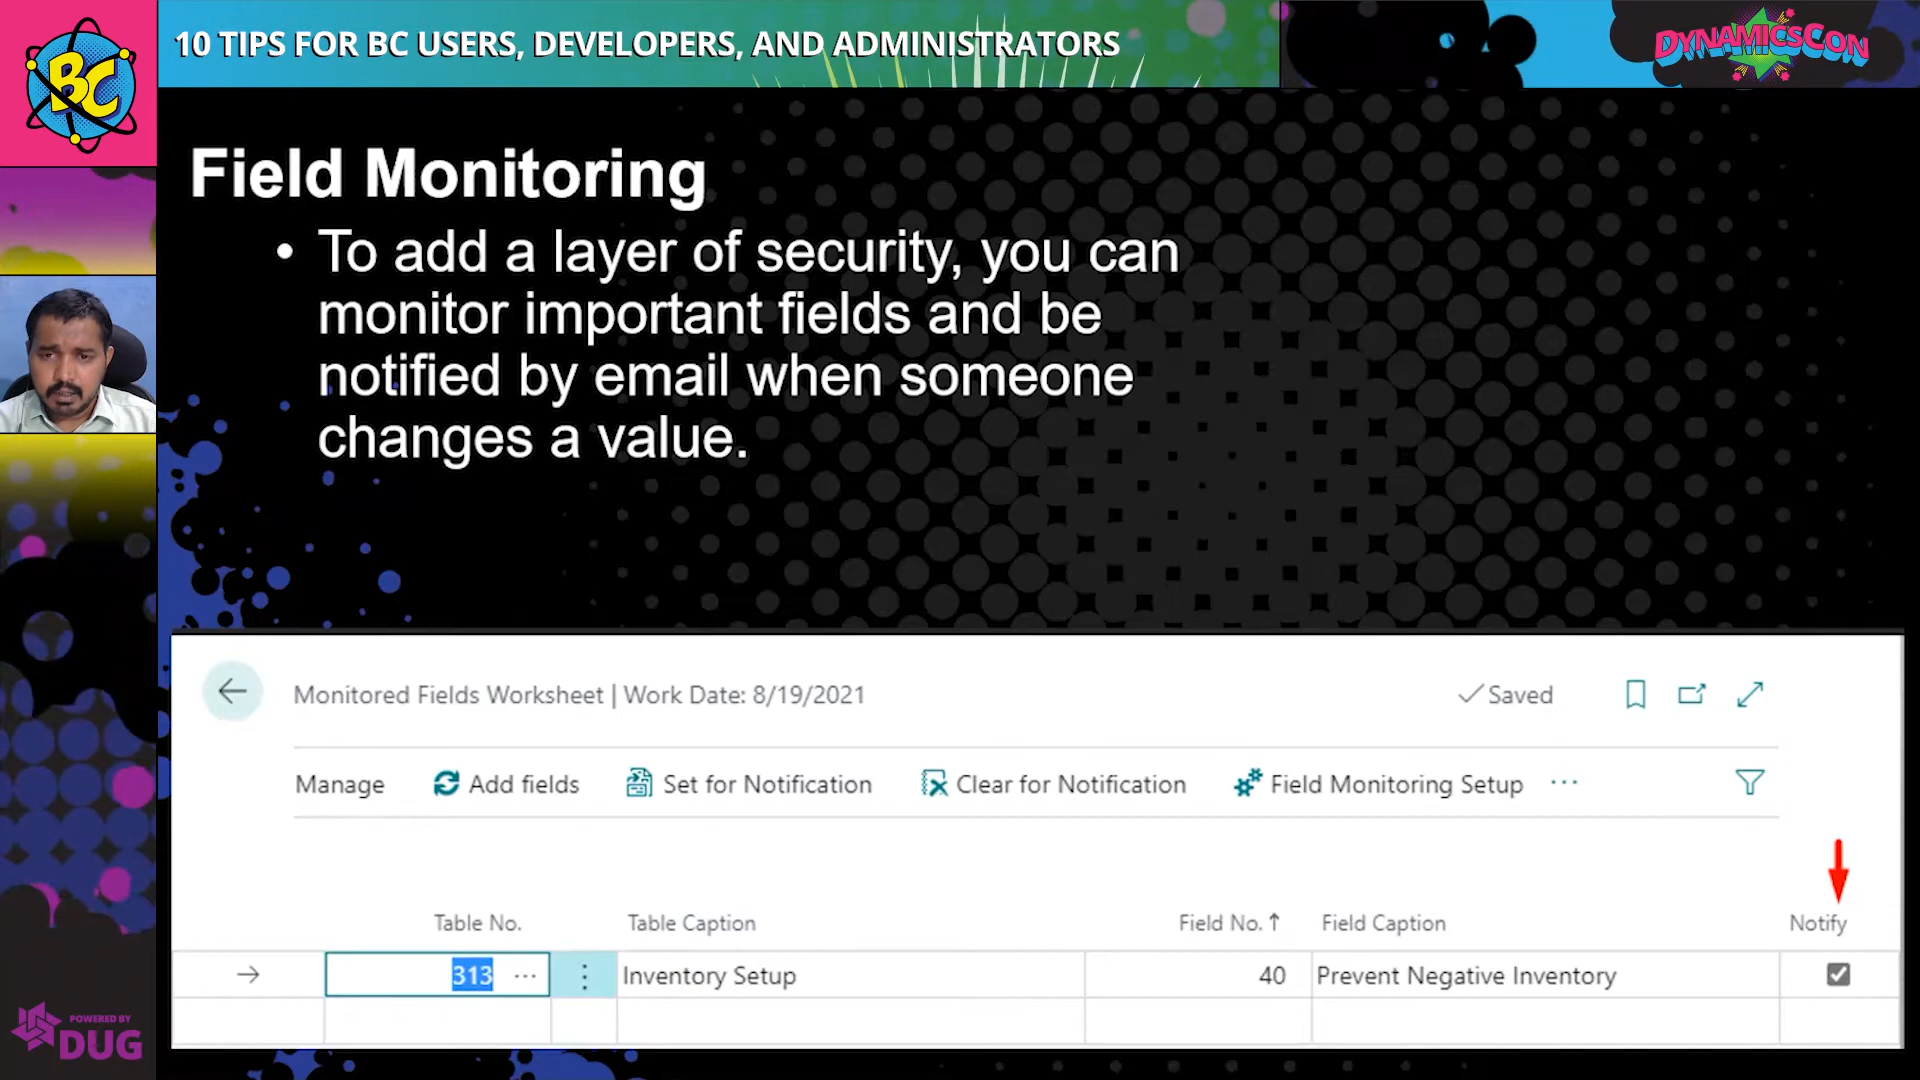 BC
10 TIPS FOR BC USERS, DEVELOPERS, AND ADMINISTRATORS
DYNAMICSCON
Field Monitoring
• To add a layer of security, you can
monitor important fields and be
notified by email when someone
changes a value.
Monitored Fields Worksheet | Work Date: 8/19/2021
Saved
Manage Add fields Set for Notification Clear for Notification Field Monitoring Setup ...
Table No. Table Caption Field No. ↑ Field Caption Notify
313 ... Inventory Setup 40 Prevent Negative Inventory
POWERED BY
DUG